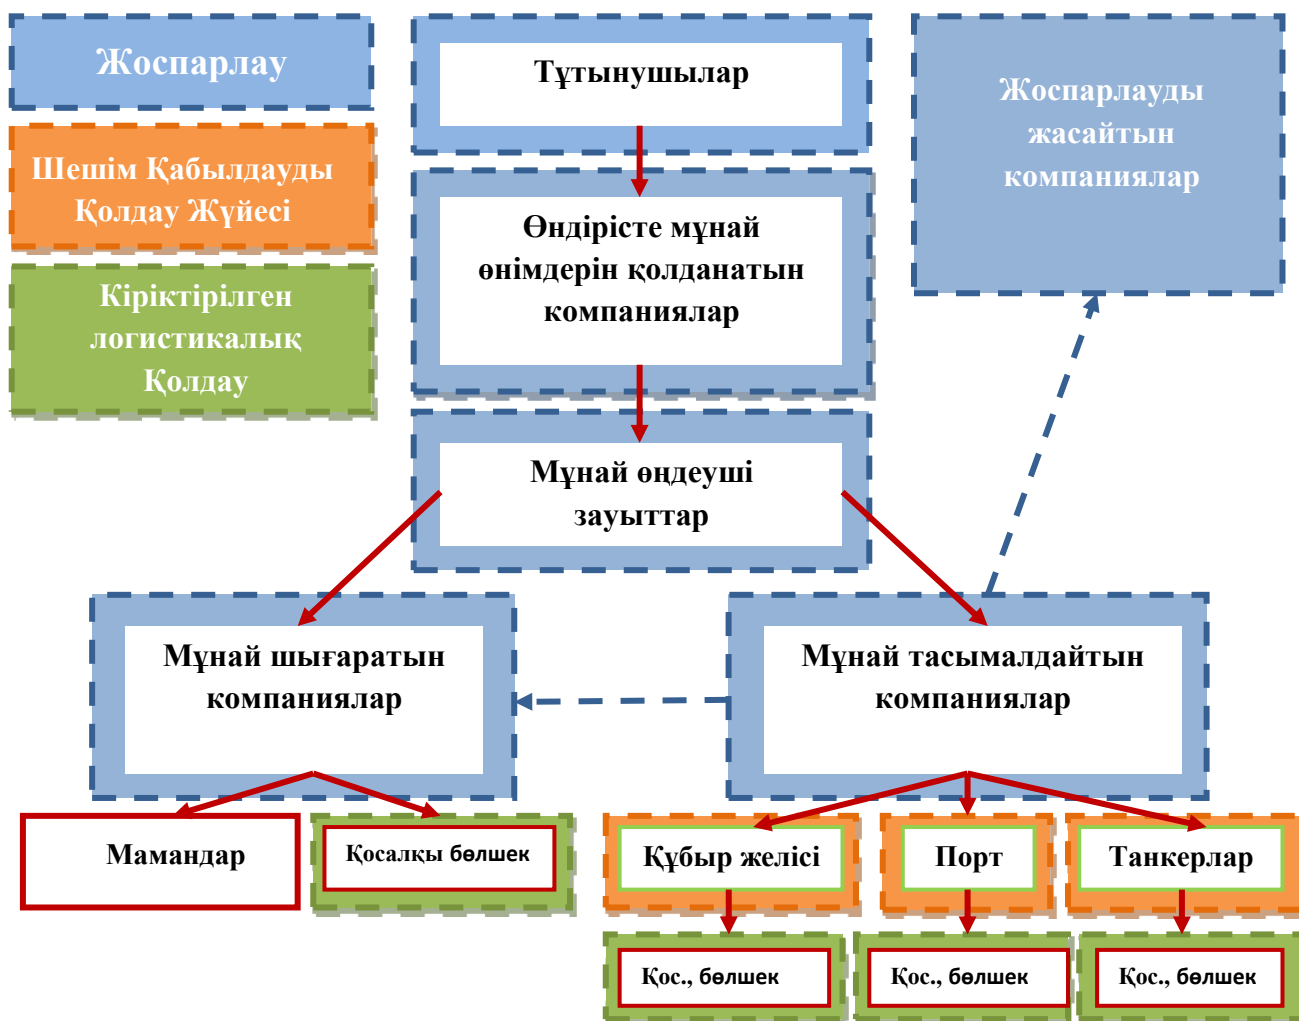 Жоспарлау
Шешім Қабылдауды
Қолдау Жүйесі
Кіріктірілген
логистикалық
Қолдау
Тұтынушылар
Өндірісте мұнай
өнімдерін қолданатын
компаниялар
Мұнай өңдеуші
зауыттар
Жоспарлауды
жасайтын
компаниялар
Мұнай шығаратын
компаниялар
Мұнай тасымалдайтын
компаниялар
Мамандар
Қосалқы бөлшек
Құбыр желісі
Порт
Танкерлар
Қос., бөлшек
Қос., бөлшек
Қос., бөлшек